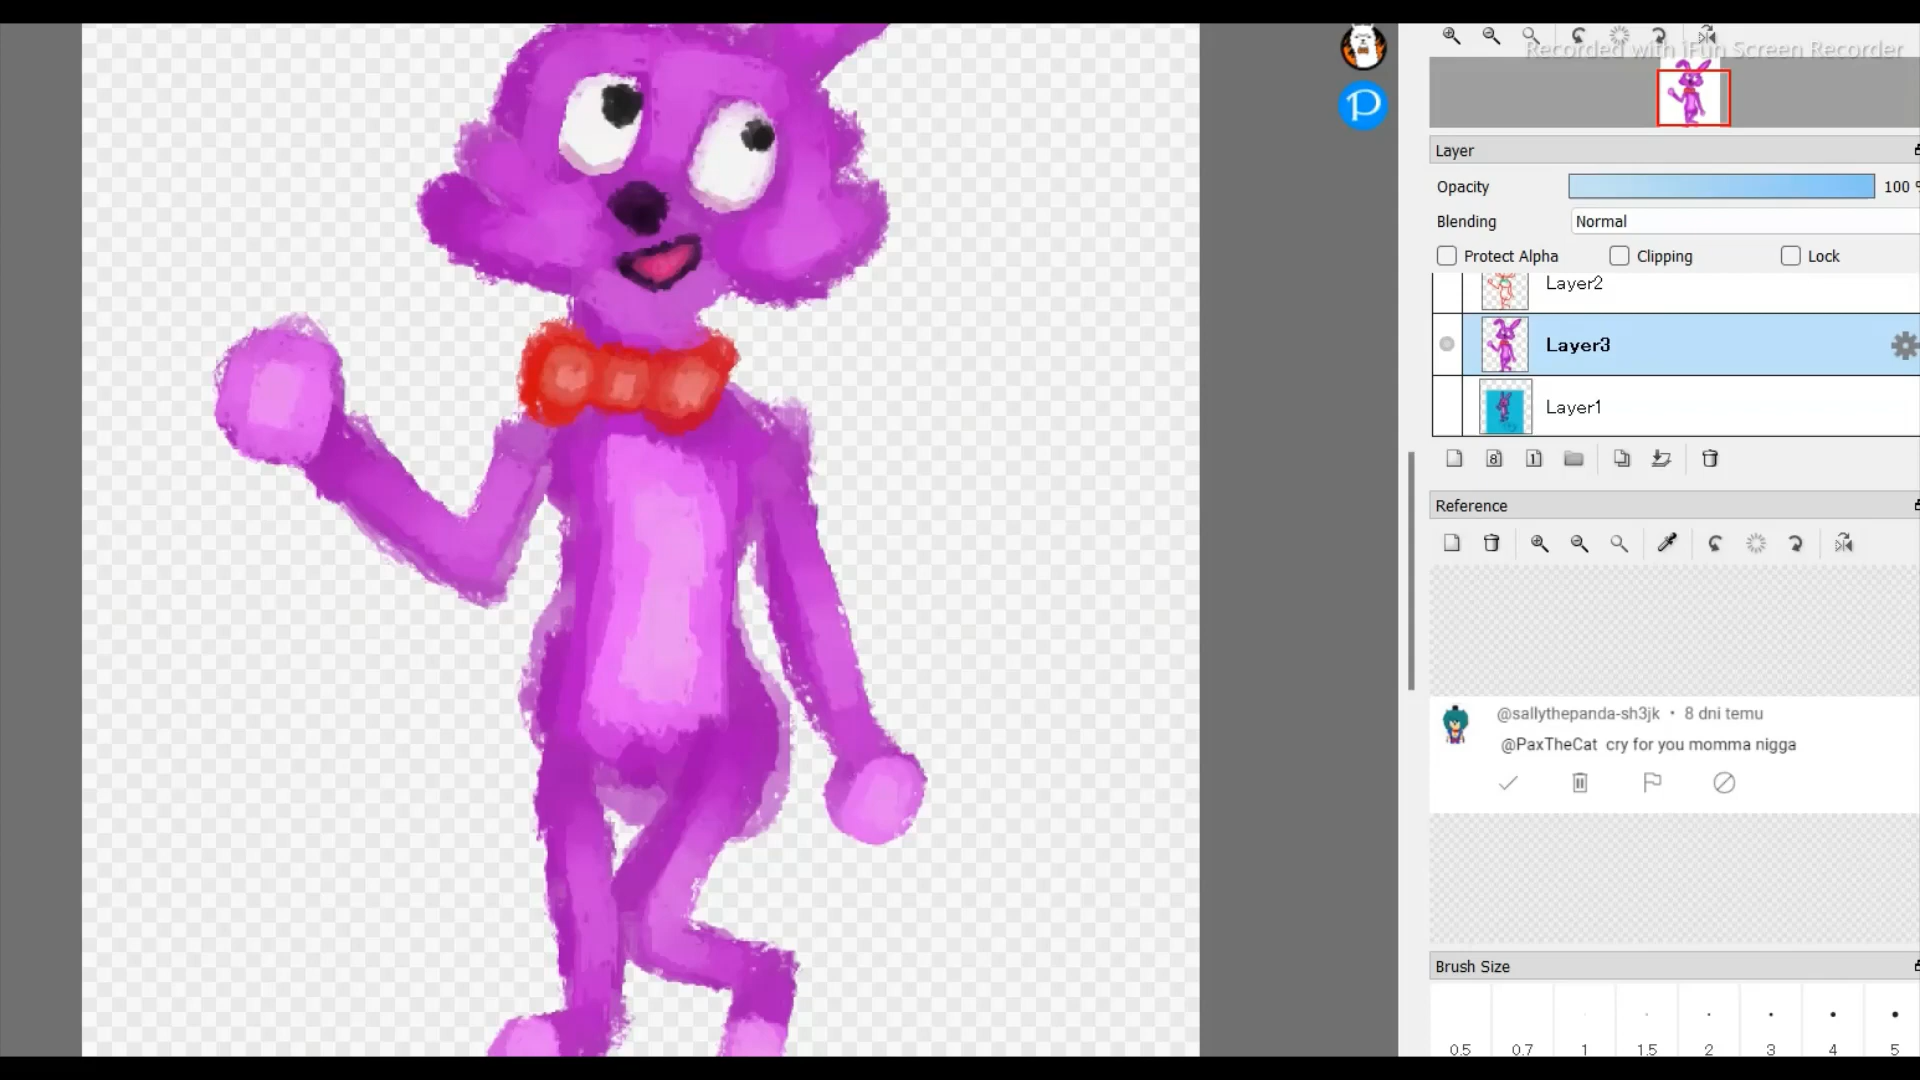 Recorded with iFun Screen Recorder
P
Layer
Opacity 100 %
Blending Normal
Protect Alpha Clipping Lock
Layer2
Layer3
Layer1
8 1
Reference
@sallythepanda-sh3jk • 8 dni temu
@PaxTheCat cry for you momma nigga
Brush Size
0.5 0.7 1 1.5 2 3 4 5